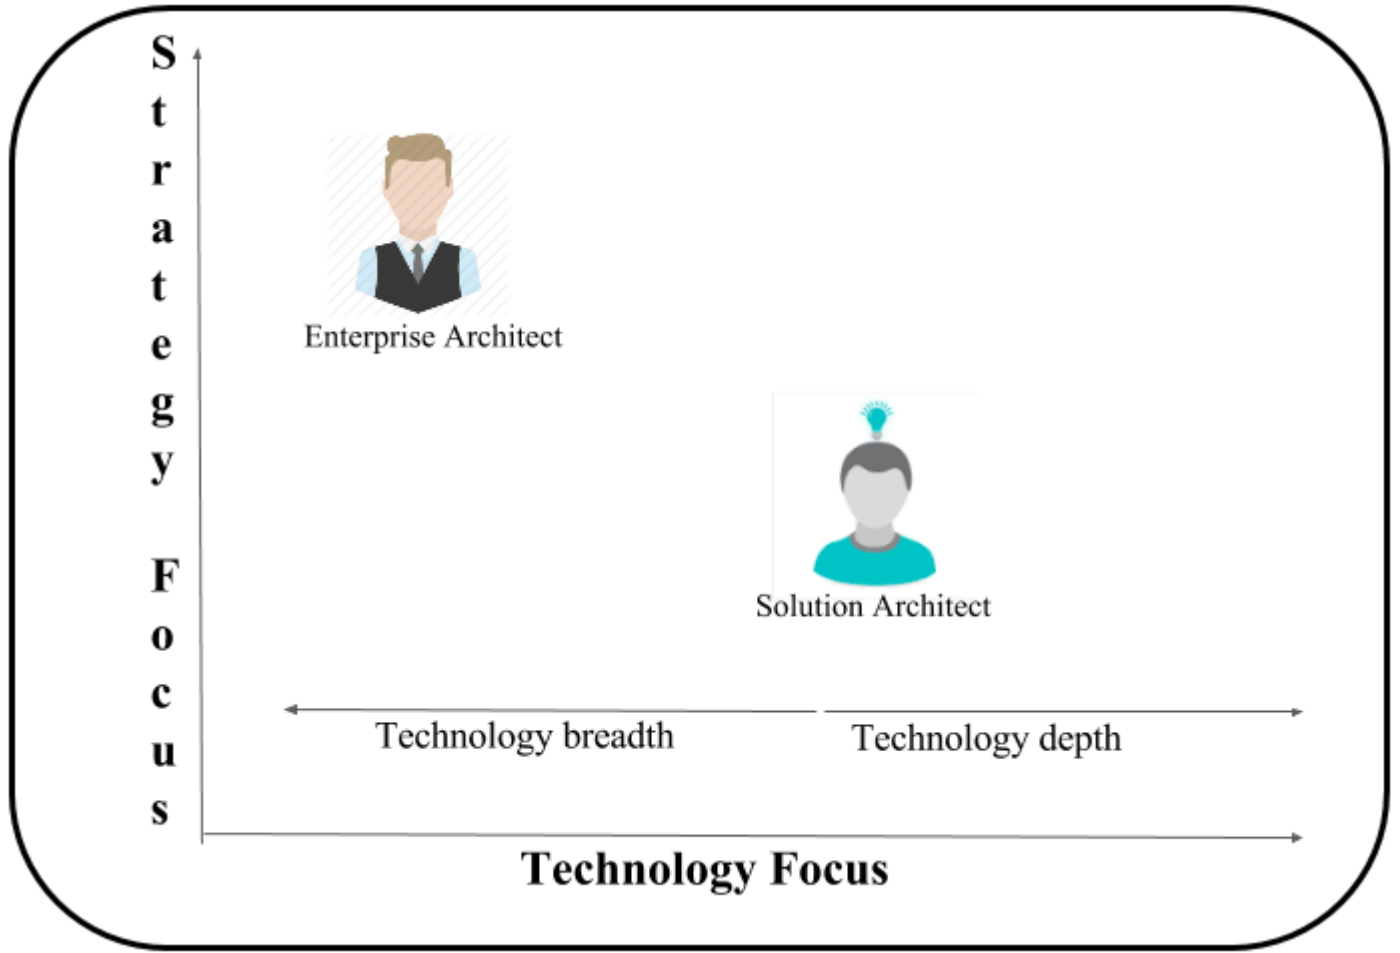 Strategy Focus
Enterprise Architect
Solution Architect
Technology breadth
Technology depth
Technology Focus